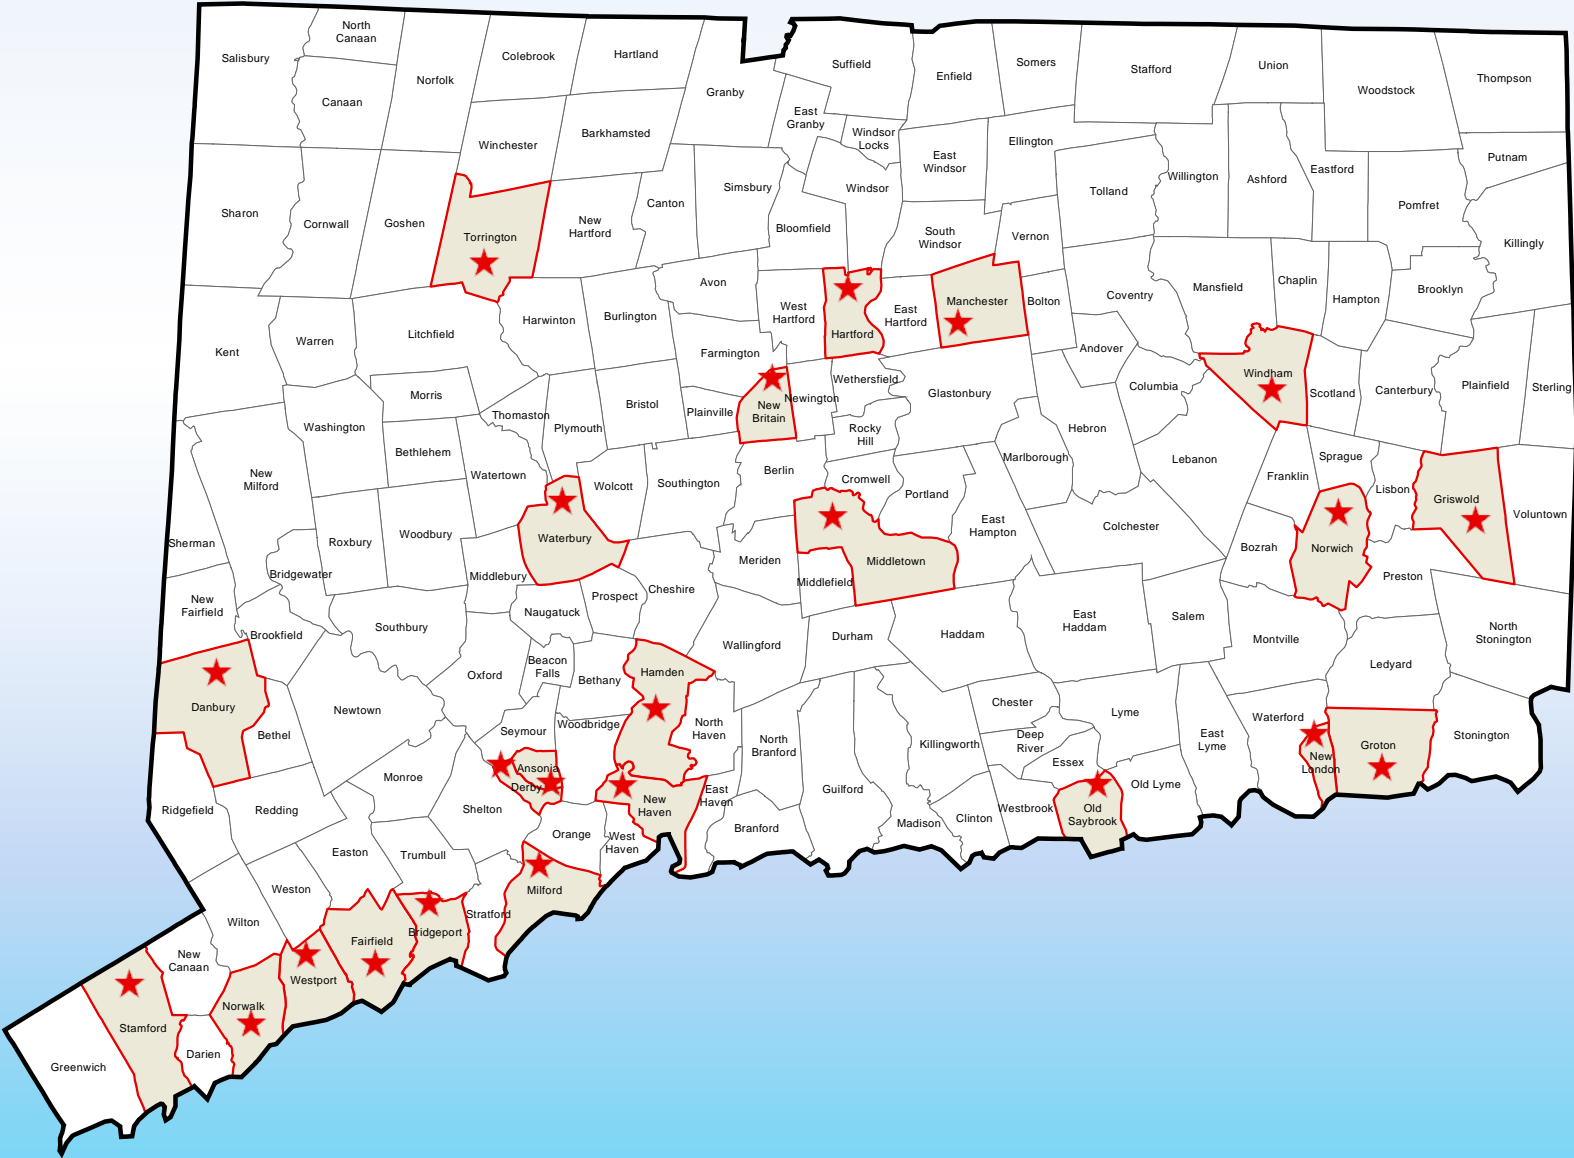 North
Canaan
Salisbury
Colebrook
Hartland
Norfolk
Canaan
Granby
Suffield
Enfield
Somers
Stafford
Union
Woodstock
Thompson
East
Granby
Windsor
Locks
Winchester
Barkhamsted
East
Windsor
Ellington
Willington
Ashford
Eastford
Putnam
Sharon
Cornwall
Goshen
Torrington
New
Hartford
Canton
Simsbury
Bloomfield
Windsor
South
Windsor
Vernon
Tolland
Pomfret
Killingly
Kent
Warren
Litchfield
Harwinton
Burlington
Avon
West
Hartford
Hartford
East
Hartford
Manchester
Bolton
Coventry
Mansfield
Chaplin
Hampton
Brooklyn
Farmington
Andover
Columbia
Windham
Scotland
Canterbury
Plainfield
Sterling
Morris
Washington
Bethlehem
Thomaston
Plymouth
Bristol
Plainville
New
Britain
Newington
Wethersfield
Rocky
Hill
Glastonbury
Hebron
Marlborough
Lebanon
Franklin
Sprague
Lisbon
Griswold
Voluntown
New
Milford
Watertown
Wolcott
Southington
Berlin
Cromwell
Portland
East
Hampton
Colchester
Bozrah
Norwich
Preston
Sherman
Roxbury
Woodbury
Waterbury
Bridgewater
Middlebury
Naugatuck
Prospect
Cheshire
Meriden
Middlefield
Middletown
New
Fairfield
Brookfield
Southbury
Beacon
Falls
Oxford
Bethany
Hamden
Wallingford
Durham
Haddam
East
Haddam
Salem
Montville
Ledyard
North
Stonington
Danbury
Bethel
Newtown
Seymour
Woodbridge
North
Haven
North
Branford
Killingworth
Chester
Deep
River
Essex
Lyme
East
Lyme
Waterford
New
London
Groton
Stonington
Ridgefield
Redding
Monroe
Shelton
Ansonia
Derby
New
Haven
East
Haven
Branford
Guilford
Madison
Clinton
Westbrook
Old
Saybrook
Old Lyme
Easton
Trumbull
Orange
West
Haven
Milford
Weston
Wilton
Stratford
Bridgeport
Fairfield
Westport
New
Canaan
Norwalk
Stamford
Darien
Greenwich